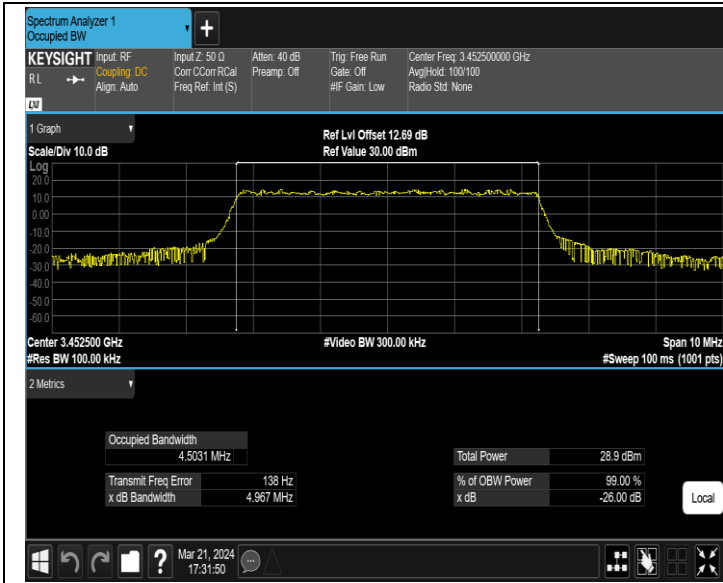 Spectrum Analyzer 1
Occupied BW
+
KEYSIGHT Input: RF Input Z: 50 Ω Atten: 40 dB Trig: Free Run Center Freq: 3.452500000 GHz
R L Coupling: DC Corr CCorr RCal Preamp: Off Gate: Off Avg|Hold: 100/100
Align: Auto Freq Ref: Int (S) #IF Gain: Low Radio Std: None
LXI
1 Graph Ref Lvl Offset 12.69 dB
Scale/Div 10.0 dB Ref Value 30.00 dBm
Log
20.0
10.0
0.00
-10.0
-20.0
-30.0
-40.0
-50.0
-60.0
Center 3.452500 GHz #Video BW 300.00 kHz Span 10 MHz
#Res BW 100.00 kHz #Sweep 100 ms (1001 pts)
2 Metrics
Occupied Bandwidth
4.5031 MHz Total Power 28.9 dBm
Transmit Freq Error 138 Hz % of OBW Power 99.00 %
x dB Bandwidth 4.967 MHz x dB -26.00 dB
Local
? Mar 21, 2024
17:31:50